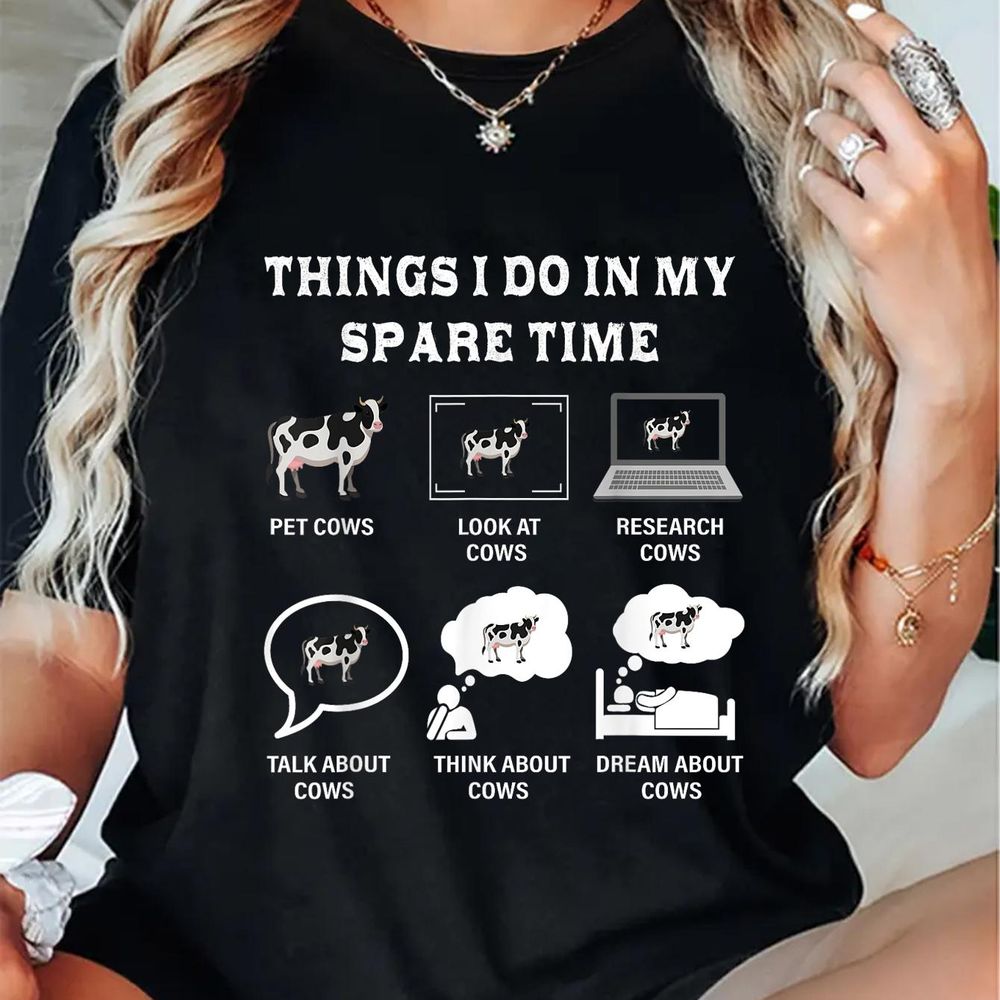 THINGS I DO IN MY
SPARE TIME
PET COWS
LOOK AT
COWS
RESEARCH
COWS
TALK ABOUT
COWS
THINK ABOUT
COWS
DREAM ABOUT
COWS